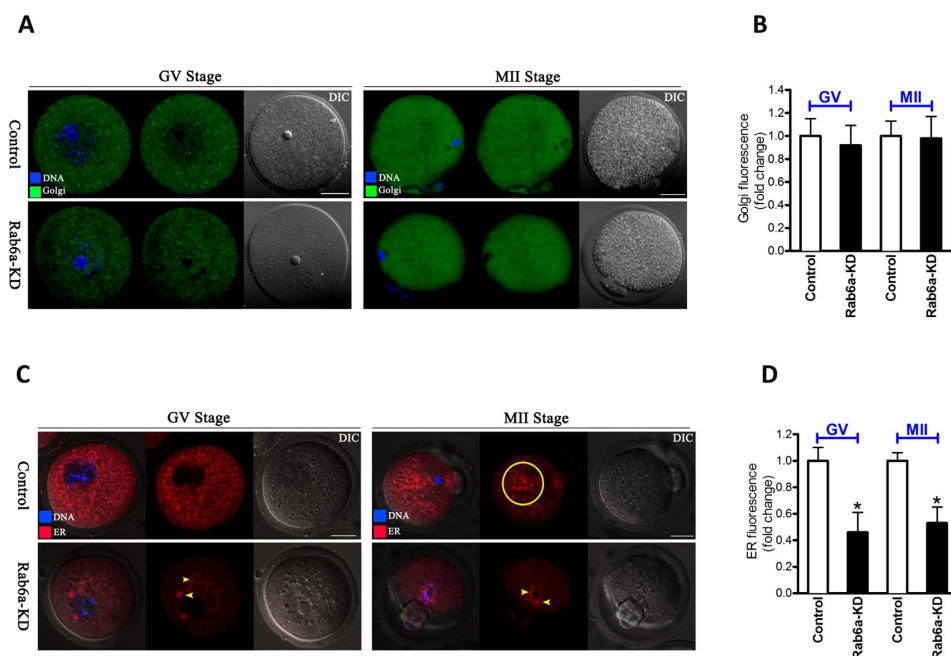 A
GV Stage
MII Stage
Control
DIC
DNA
Golgi
DIC
DNA
Golgi
Rab6a-KD
B
GV
MII
Golgi fluorescence
(fold change)
1.4
1.2
1.0
0.8
0.6
0.4
0.2
0.0
Control
Rab6a-KD
Control
Rab6a-KD
C
GV Stage
MII Stage
Control
DIC
DNA
ER
DIC
DNA
ER
Rab6a-KD
D
GV
MII
ER fluorescence
(fold change)
1.2
1.0
0.8
0.6
0.4
0.2
0.0
*
*
Control
Rab6a-KD
Control
Rab6a-KD